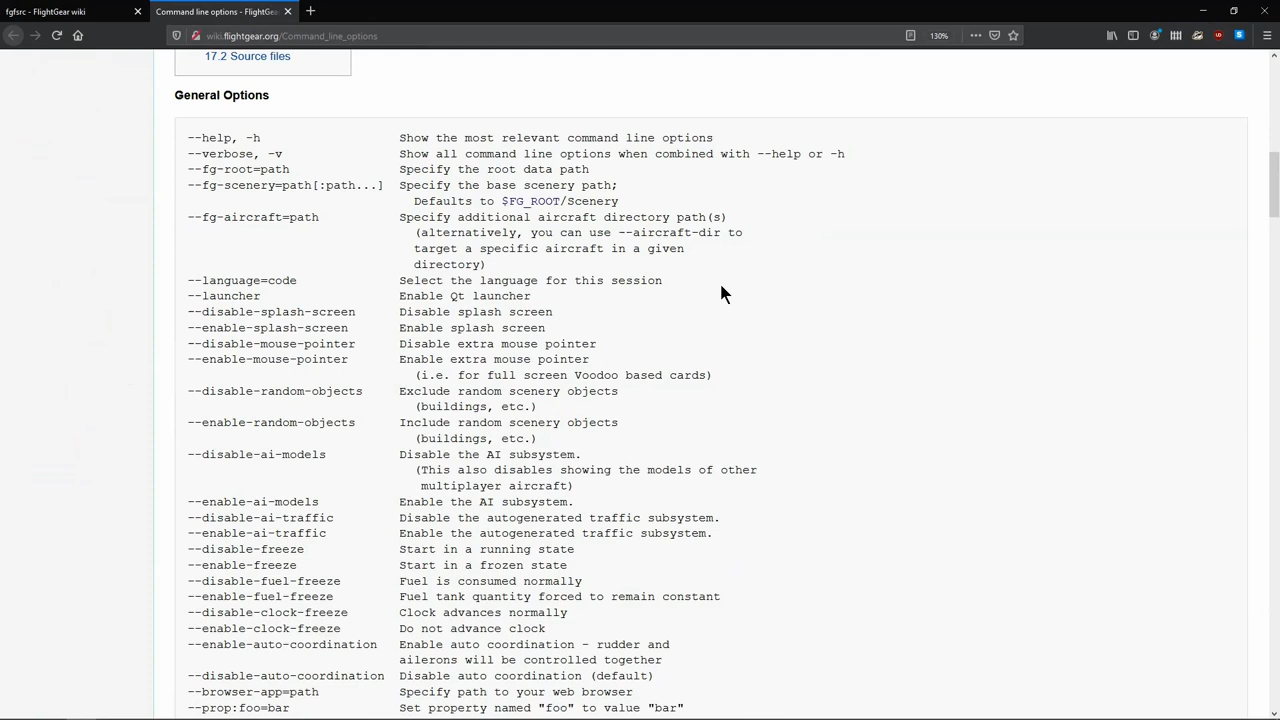 fgfsrc - FlightGear wiki
Command line options - FlightGe
wiki.flightgear.org/Command_line_options
130%
17.2 Source files
General Options
--help, -h Show the most relevant command line options
--verbose, -v Show all command line options when combined with --help or -h
--fg-root=path Specify the root data path
--fg-scenery=path[:path...] Specify the base scenery path;
Defaults to $FG_ROOT/Scenery
--fg-aircraft=path Specify additional aircraft directory path(s)
(alternatively, you can use --aircraft-dir to
target a specific aircraft in a given
directory)
--language=code Select the language for this session
--launcher Enable Qt launcher
--disable-splash-screen Disable splash screen
--enable-splash-screen Enable splash screen
--disable-mouse-pointer Disable extra mouse pointer
--enable-mouse-pointer Enable extra mouse pointer
(i.e. for full screen Voodoo based cards)
--disable-random-objects Exclude random scenery objects
(buildings, etc.)
--enable-random-objects Include random scenery objects
(buildings, etc.)
--disable-ai-models Disable the AI subsystem.
(This also disables showing the models of other
multiplayer aircraft)
--enable-ai-models Enable the AI subsystem.
--disable-ai-traffic Disable the autogenerated traffic subsystem.
--enable-ai-traffic Enable the autogenerated traffic subsystem.
--disable-freeze Start in a running state
--enable-freeze Start in a frozen state
--disable-fuel-freeze Fuel is consumed normally
--enable-fuel-freeze Fuel tank quantity forced to remain constant
--disable-clock-freeze Clock advances normally
--enable-clock-freeze Do not advance clock
--enable-auto-coordination Enable auto coordination - rudder and
ailerons will be controlled together
--disable-auto-coordination Disable auto coordination (default)
--browser-app=path Specify path to your web browser
--prop:foo=bar Set property named "foo" to value "bar"